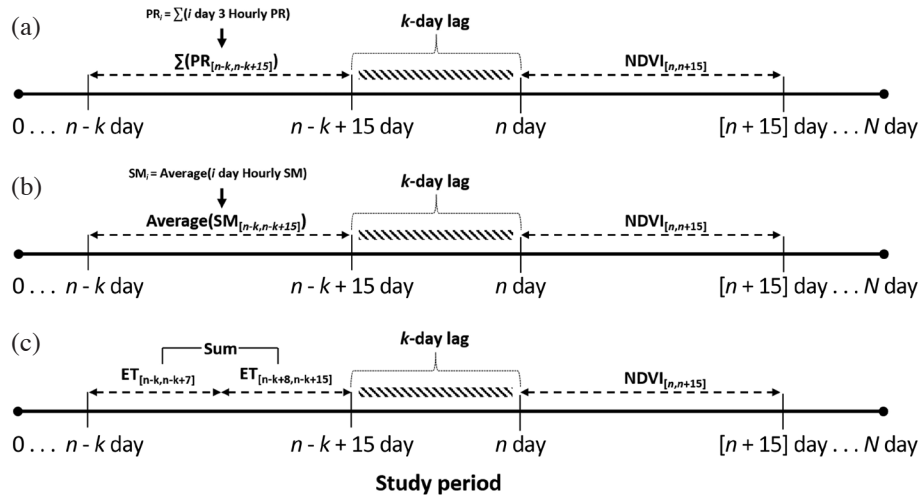 (a)
PRi = ∑(i day 3 Hourly PR)
k-day lag
∑(PR[n-k,n-k+15])
NDVI[n,n+15]
0 . . . n - k day
n - k + 15 day
n day
[n + 15] day . . . N day
(b)
SMi = Average(i day Hourly SM)
k-day lag
Average(SM[n-k,n-k+15])
NDVI[n,n+15]
0 . . . n - k day
n - k + 15 day
n day
[n + 15] day . . . N day
(c)
Sum
k-day lag
ET[n-k,n-k+7]
ET[n-k+8,n-k+15]
NDVI[n,n+15]
0 . . . n - k day
n - k + 15 day
n day
[n + 15] day . . . N day
Study period